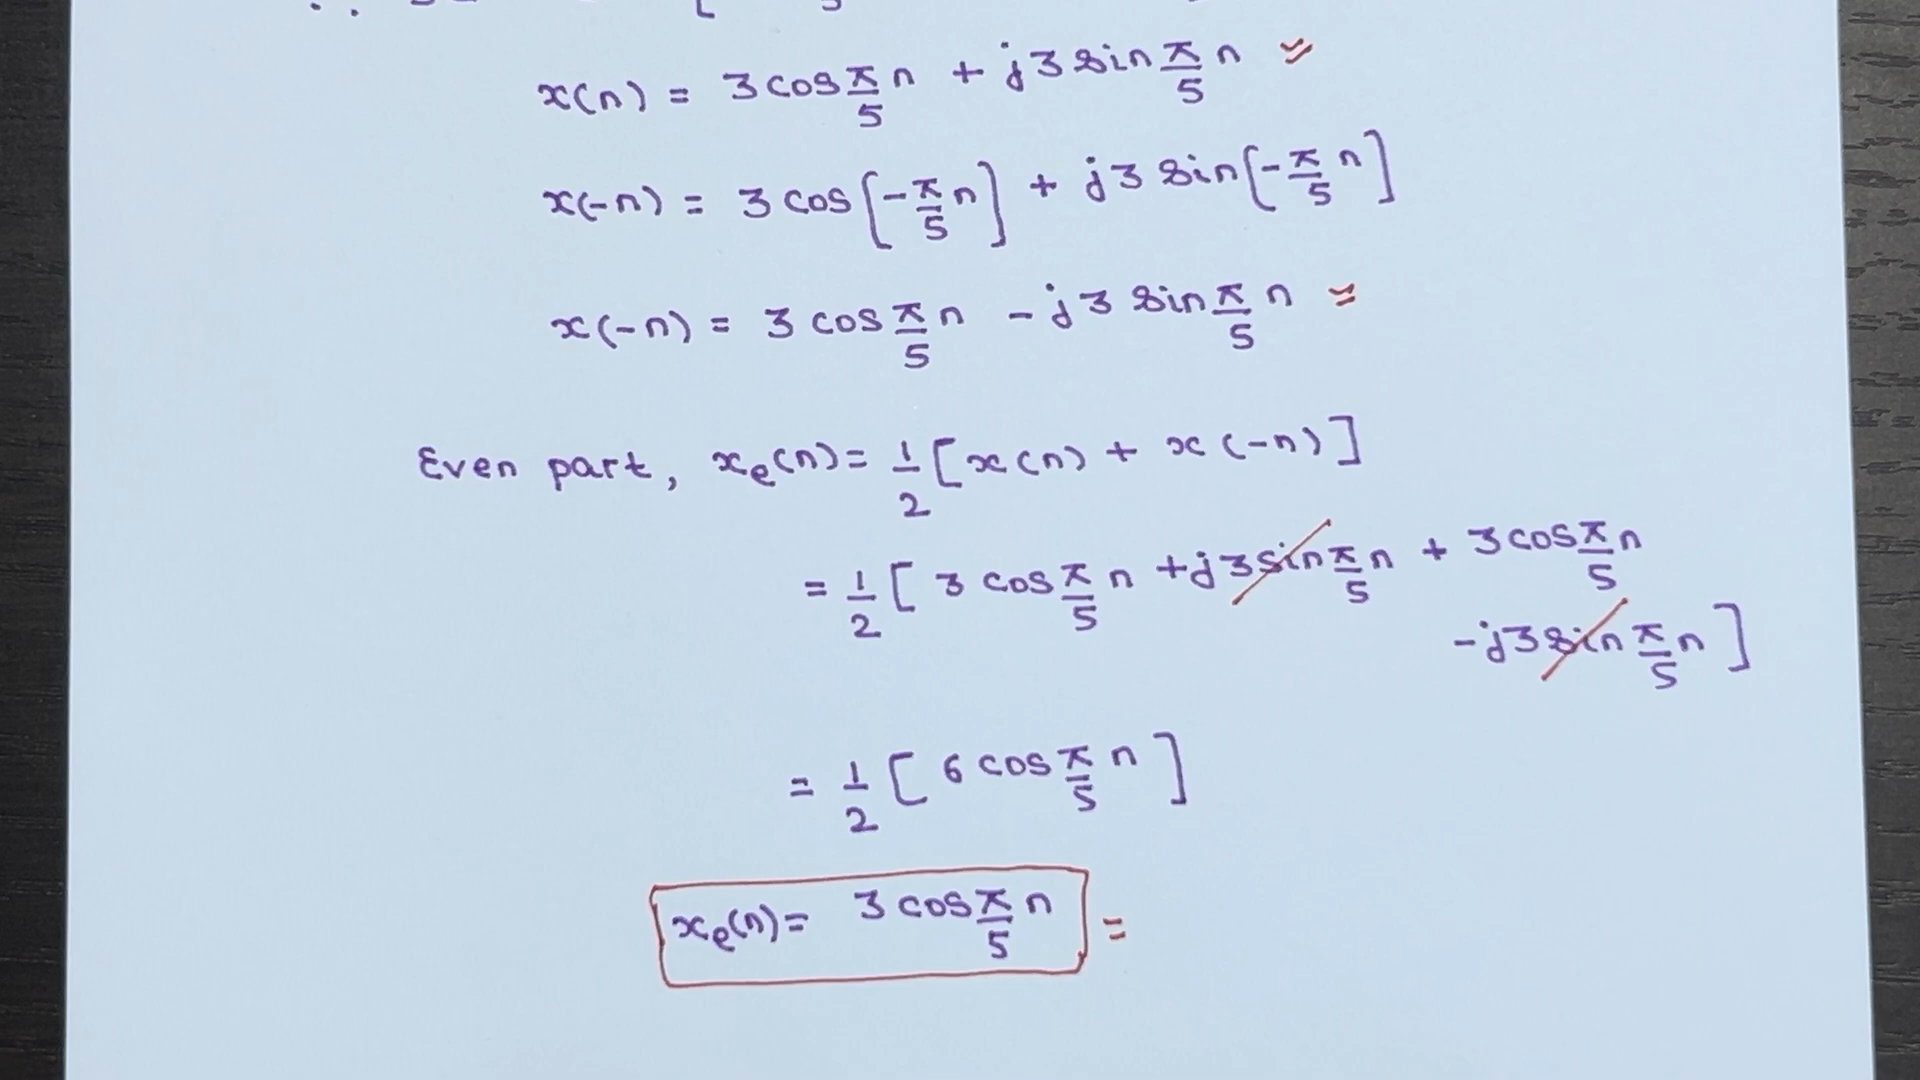 x(n) = 3 cos π/5 n + j3 sin π/5 n
x(-n) = 3 cos [-π/5 n] + j3 sin [-π/5 n]
x(-n) = 3 cos π/5 n - j3 sin π/5 n
Even part, xₑ(n) = 1/2 [x(n) + x(-n)]
= 1/2 [3 cos π/5 n + j3 sin π/5 n + 3 cos π/5 n
- j3 sin π/5 n]
= 1/2 [6 cos π/5 n]
xₑ(n) = 3 cos π/5 n =